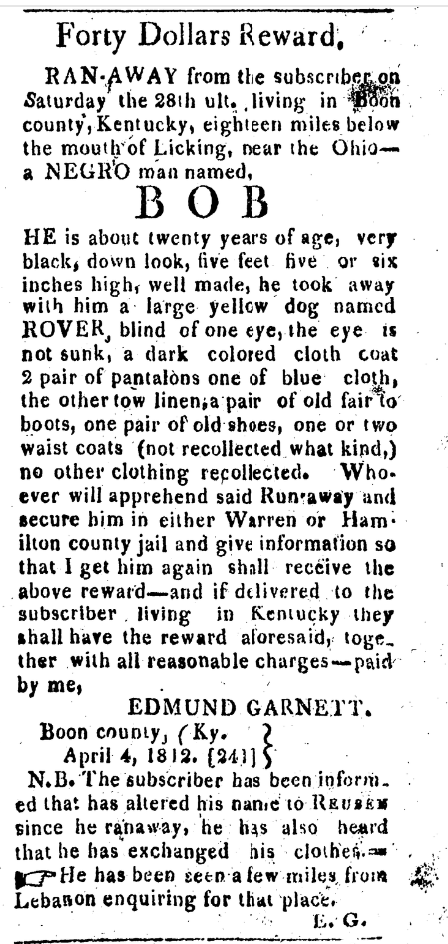 Forty Dollars Reward.
RAN-AWAY from the subscriber on
Saturday the 28th ult. living in Boon
county, Kentucky, eighteen miles below
the mouth of Licking, near the Ohio—
a NEGRO man named,
BOB
HE is about twenty years of age, very
black, down look, five feet five or six
inches high, well made, he took away
with him a large yellow dog named
ROVER, blind of one eye, the eye is
not sunk, a dark colored cloth coat
2 pair of pantalons one of blue cloth,
the other tow linen, a pair of old fair to
boots, one pair of old shoes, one or two
waist coats (not recollected what kind,)
no other clothing recollected. Who-
ever will apprehend said Run-away and
secure him in either Warren or Ham-
ilton county jail and give information so
that I get him again shall receive the
above reward—and if delivered to the
subscriber living in Kentucky they
shall have the reward aforesaid, toge-
ther with all reasonable charges—paid
by me,
EDMUND GARNETT.
Boon county, (Ky. }
April 4, 1812. [24] }
N.B. The subscriber has been inform-
ed that has altered his name to REUBEN
since he ranaway, he has also heard
that he has exchanged his clothes.—
☞ He has been seen a few miles from
Lebanon enquiring for that place.
E. G.